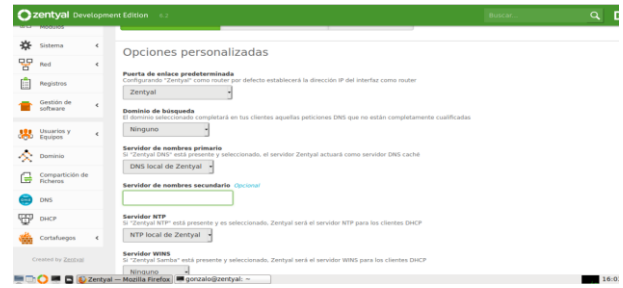 zentyal Development Edition 6.2
Buscar...
Módulos
Sistema
Red
Registros
Gestión de
software
Usuarios y
Equipos
Dominio
Compartición de
Ficheros
DNS
DHCP
Cortafuegos
Created by Zentyal
Opciones personalizadas
Puerta de enlace predeterminada
Configurando "Zentyal" como router por defecto establecerá la dirección IP del interfaz como router
Zentyal
Dominio de búsqueda
El dominio seleccionado completará en tus clientes aquellas peticiones DNS que no están completamente cualificadas
Ninguno
Servidor de nombres primario
Si "Zentyal DNS" está presente y seleccionado, el servidor Zentyal actuará como servidor DNS caché
DNS local de Zentyal
Servidor de nombres secundario Opcional
Servidor NTP
Si "Zentyal NTP" está presente y es seleccionado, Zentyal será el servidor NTP para los clientes DHCP
NTP local de Zentyal
Servidor WINS
Si "Zentyal Samba" está presente y seleccionado, Zentyal será el servidor WINS para los clientes DHCP
Ninguno
Zentyal — Mozilla Firefox
gonzalo@zentyal: ~